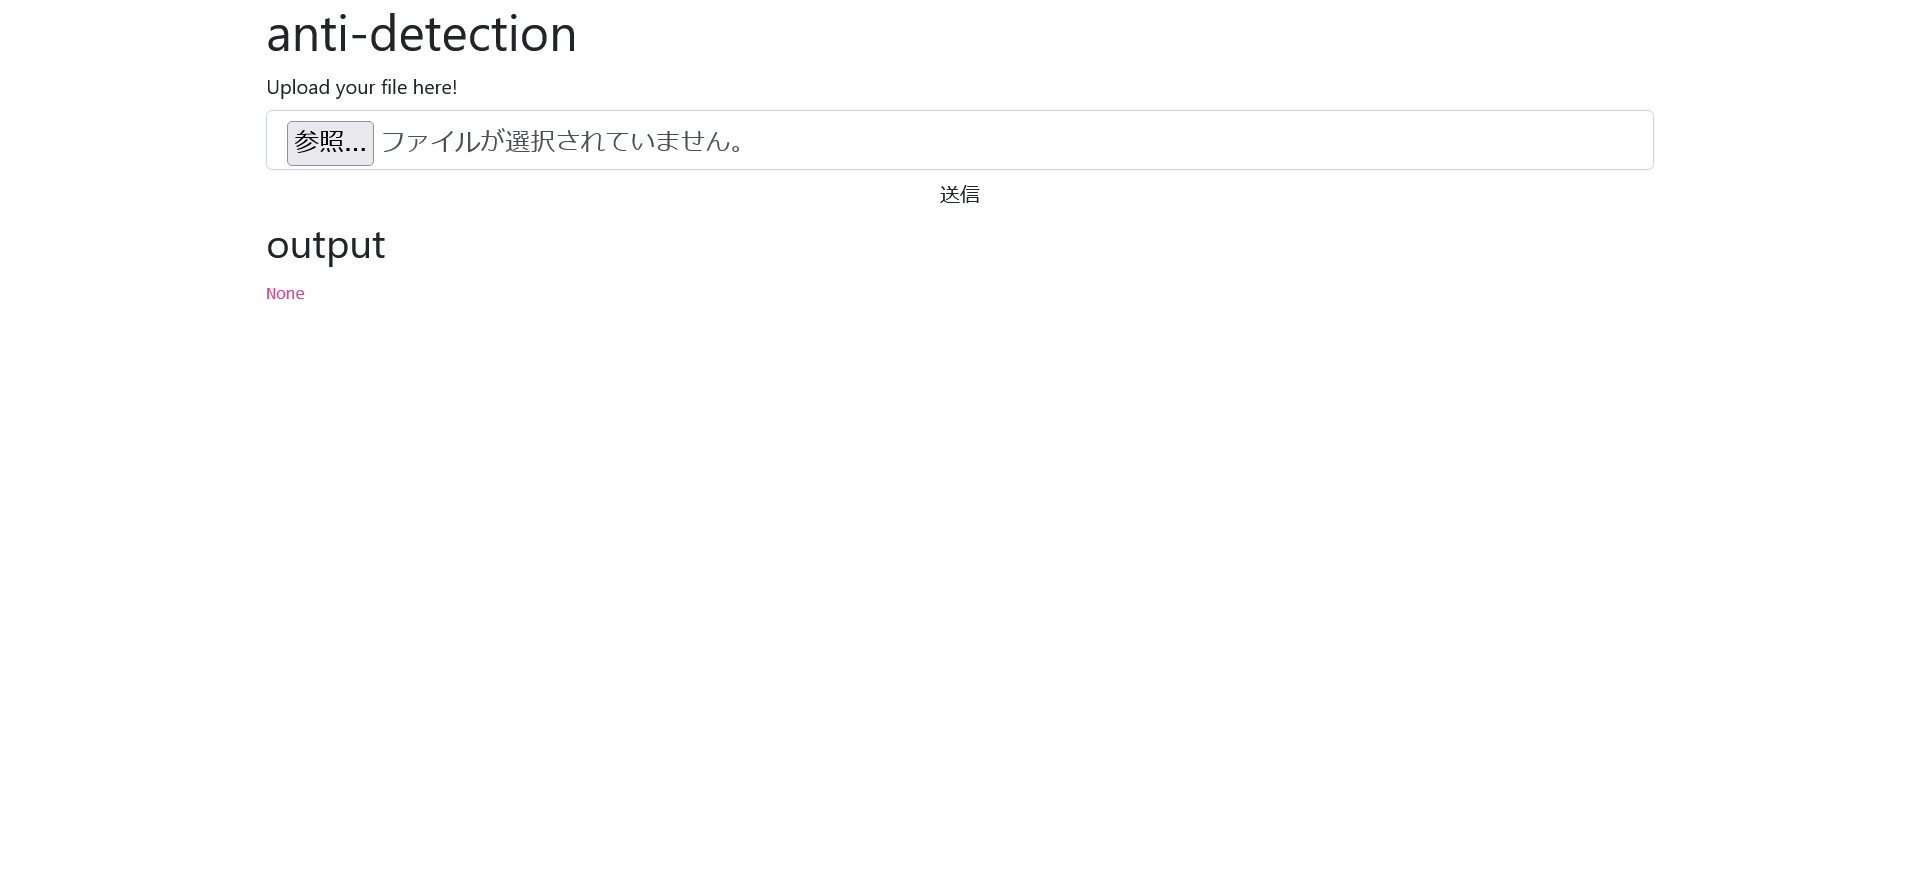 anti-detection
Upload your file here!
参照... ファイルが選択されていません。
送信
output
None